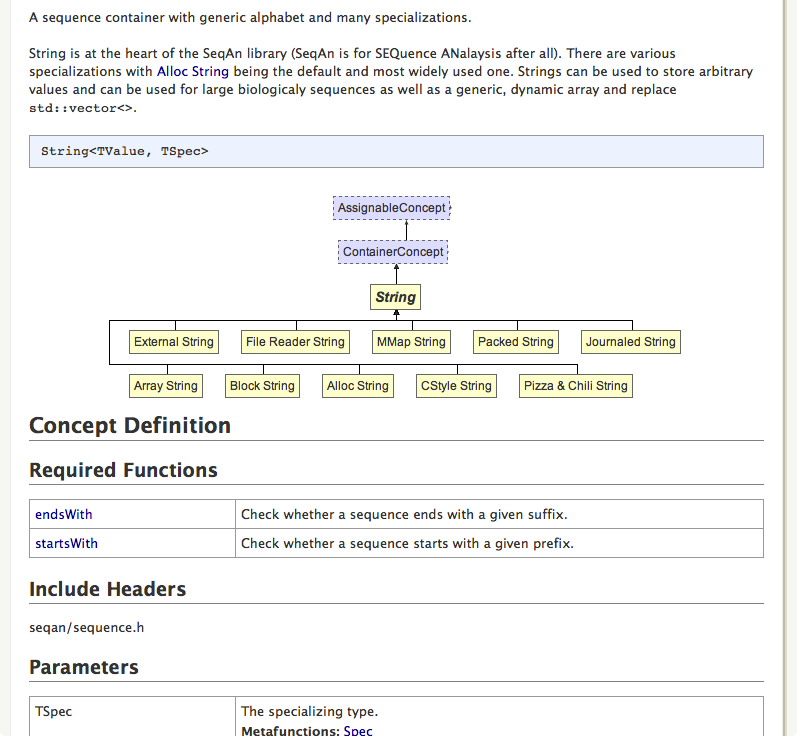 A sequence container with generic alphabet and many specializations.
String is at the heart of the SeqAn library (SeqAn is for SEQuence ANalaysis after all). There are various
specializations with Alloc String being the default and most widely used one. Strings can be used to store arbitrary
values and can be used for large biologicaly sequences as well as a generic, dynamic array and replace
std::vector<>.
String<TValue, TSpec>
AssignableConcept
ContainerConcept
String
External String File Reader String MMap String Packed String Journaled String
Array String Block String Alloc String CStyle String Pizza & Chili String
Concept Definition
Required Functions
endsWith Check whether a sequence ends with a given suffix.
startsWith Check whether a sequence starts with a given prefix.
Include Headers
seqan/sequence.h
Parameters
TSpec The specializing type.
Metafunctions: Spec